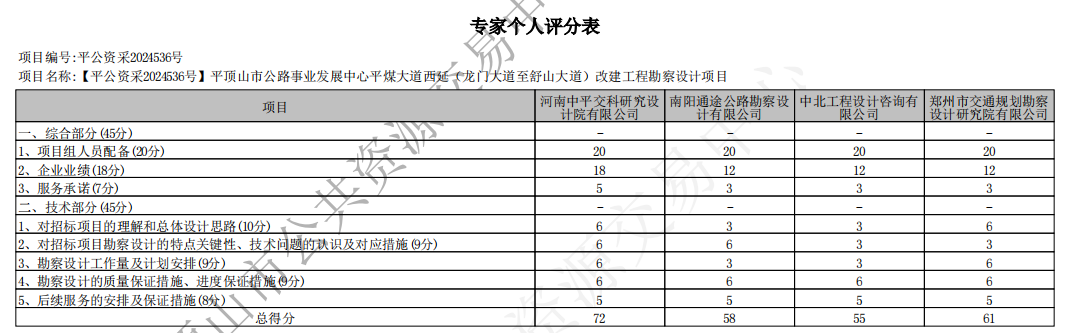 专家个人评分表
项目编号:平公资采2024536号
项目名称:【平公资采2024536号】平顶山市公路事业发展中心平煤大道西延（龙门大道至舒山大道）改建工程勘察设计项目
项目 河南中平交科研究设计院有限公司 南阳通途公路勘察设计有限公司 中北工程设计咨询有限公司 郑州市交通规划勘察设计研究院有限公司
一、综合部分(45分) - - - -
1、项目组人员配备(20分) 20 20 20 20
2、企业业绩(18分) 18 12 12 12
3、服务承诺(7分) 5 3 3 3
二、技术部分(45分) - - - -
1、对招标项目的理解和总体设计思路(10分) 6 3 3 6
2、对招标项目勘察设计的特点关键性、技术问题的认识及对应措施(9分) 6 6 3 3
3、勘察设计工作量及计划安排(9分) 6 3 3 6
4、勘察设计的质量保证措施、进度保证措施(9分) 6 6 6 6
5、后续服务的安排及保证措施(8分) 5 5 5 5
总得分 72 58 55 61